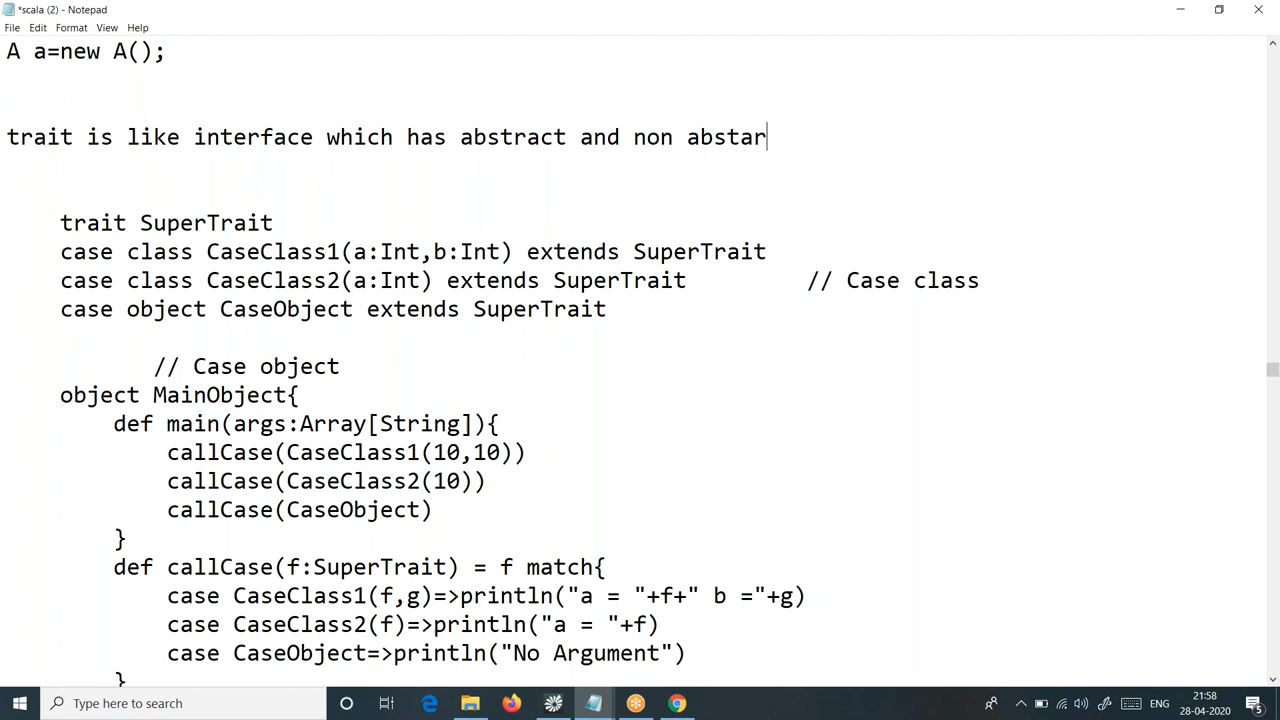 *scala (2) - Notepad
File Edit Format View Help
A a=new A();
trait is like interface which has abstract and non abstar
trait SuperTrait
case class CaseClass1(a:Int,b:Int) extends SuperTrait
case class CaseClass2(a:Int) extends SuperTrait // Case class
case object CaseObject extends SuperTrait
// Case object
object MainObject{
def main(args:Array[String]){
callCase(CaseClass1(10,10))
callCase(CaseClass2(10))
callCase(CaseObject)
}
def callCase(f:SuperTrait) = f match{
case CaseClass1(f,g)=>println("a = "+f+" b ="+g)
case CaseClass2(f)=>println("a = "+f)
case CaseObject=>println("No Argument")
}
Type here to search
ENG
21:58
28-04-2020
5